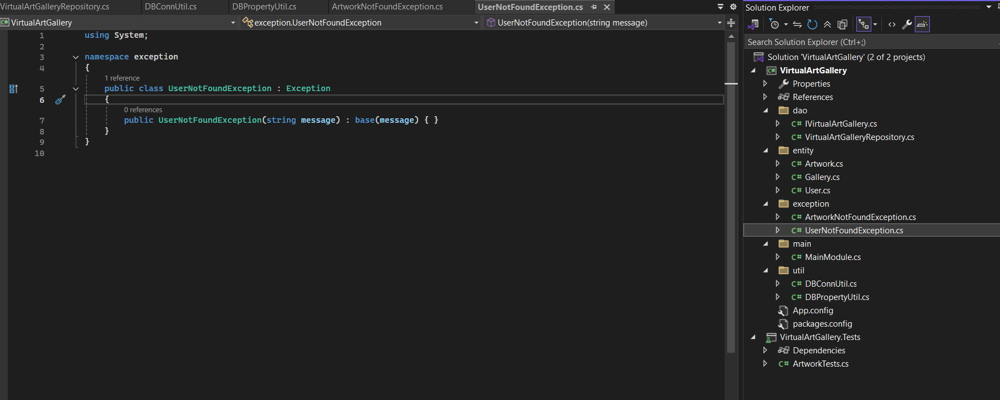 VirtualArtGalleryRepository.cs DBConnUtil.cs DBPropertyUtil.cs ArtworkNotFoundException.cs UserNotFoundException.cs
VirtualArtGallery exception.UserNotFoundException UserNotFoundException(string message)
1 using System;
2
3 namespace exception
4 {
1 reference
5 public class UserNotFoundException : Exception
6 {
0 references
7 public UserNotFoundException(string message) : base(message) { }
8 }
9 }
10
Solution Explorer
Search Solution Explorer (Ctrl+;)
Solution 'VirtualArtGallery' (2 of 2 projects)
C# VirtualArtGallery
Properties
References
dao
C# IVirtualArtGallery.cs
C# VirtualArtGalleryRepository.cs
entity
C# Artwork.cs
C# Gallery.cs
C# User.cs
exception
C# ArtworkNotFoundException.cs
C# UserNotFoundException.cs
main
C# MainModule.cs
util
C# DBConnUtil.cs
C# DBPropertyUtil.cs
App.config
packages.config
VirtualArtGallery.Tests
Dependencies
C# ArtworkTests.cs